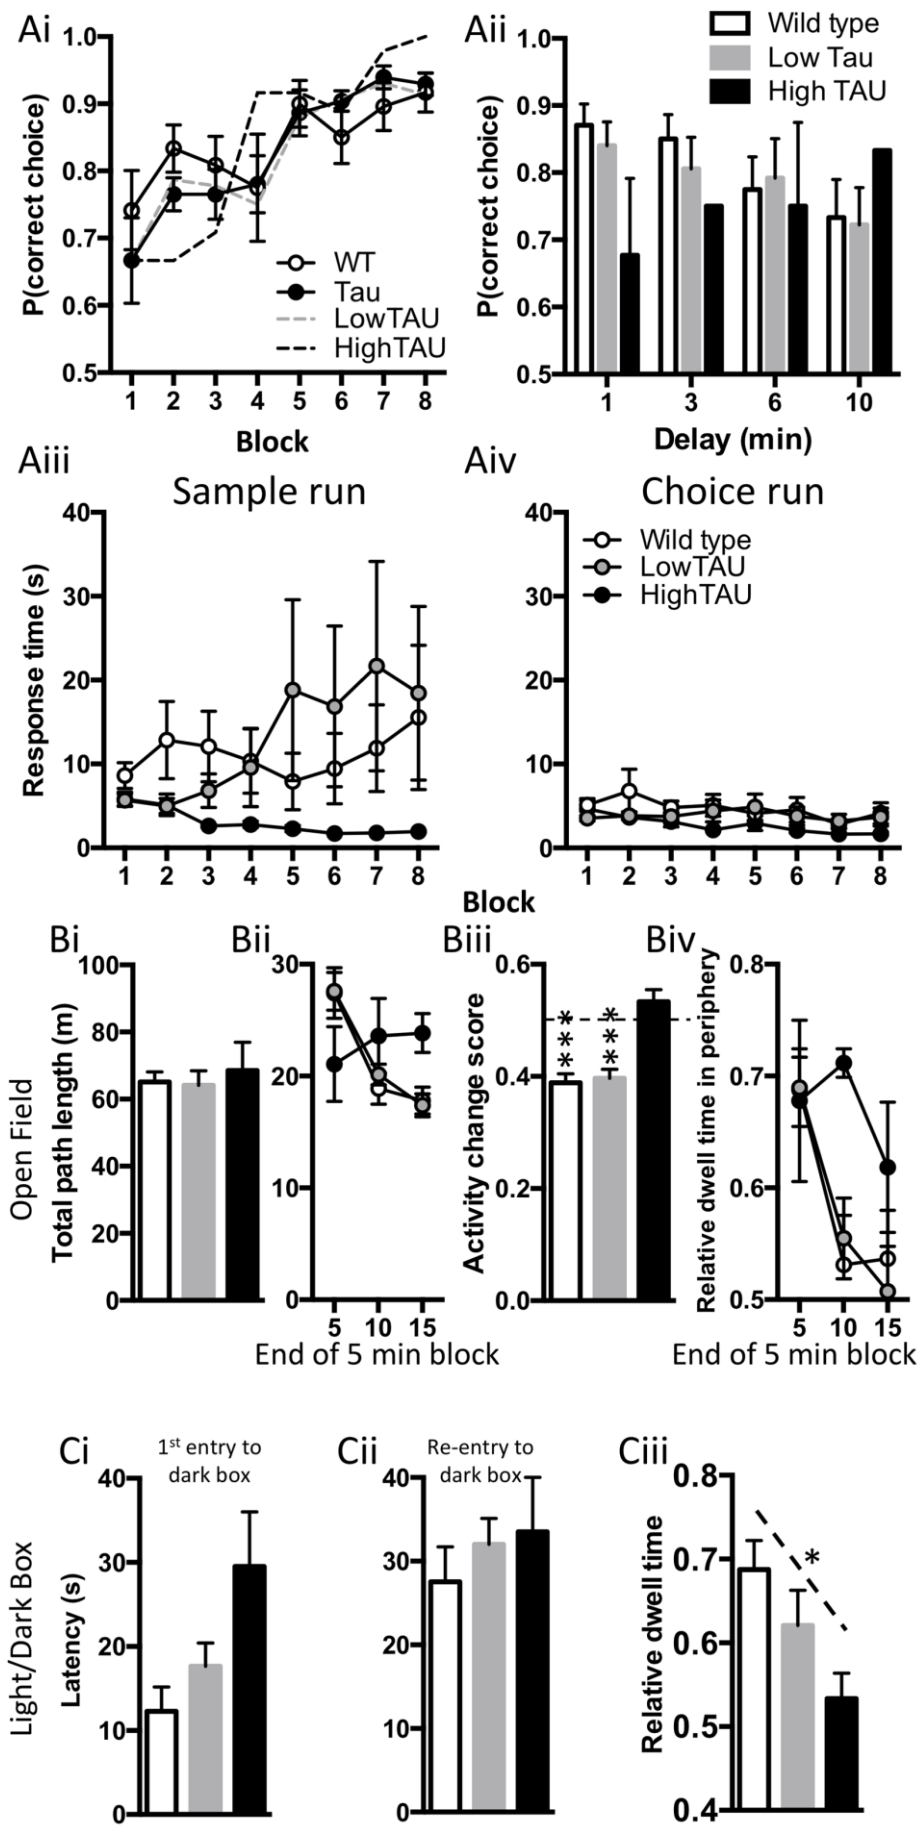 Ai
P(correct choice)
1.0
0.9
0.8
0.7
0.6
0.5
WT
Tau
LowTAU
HighTAU
1 2 3 4 5 6 7 8
Block
Aii
P(correct choice)
1.0
0.9
0.8
0.7
0.6
0.5
Wild type
Low Tau
High TAU
1 3 6 10
Delay (min)
Aiii
Sample run
Response time (s)
40
30
20
10
0
1 2 3 4 5 6 7 8
Aiv
Choice run
40
30
20
10
0
Wild type
LowTAU
HighTAU
1 2 3 4 5 6 7 8
Block
Open Field
Bi
Total path length (m)
100
80
60
40
20
0
Bii
30
20
10
0
5 10 15
End of 5 min block
Biii
Activity change score
0.6
0.4
0.2
0.0
***
***
Biv
Relative dwell time in periphery
0.8
0.7
0.6
0.5
5 10 15
End of 5 min block
Light/Dark Box
Ci
1st entry to
dark box
Latency (s)
40
30
20
10
0
Cii
Re-entry to
dark box
40
30
20
10
0
Ciii
Relative dwell time
0.8
0.7
0.6
0.5
0.4
*